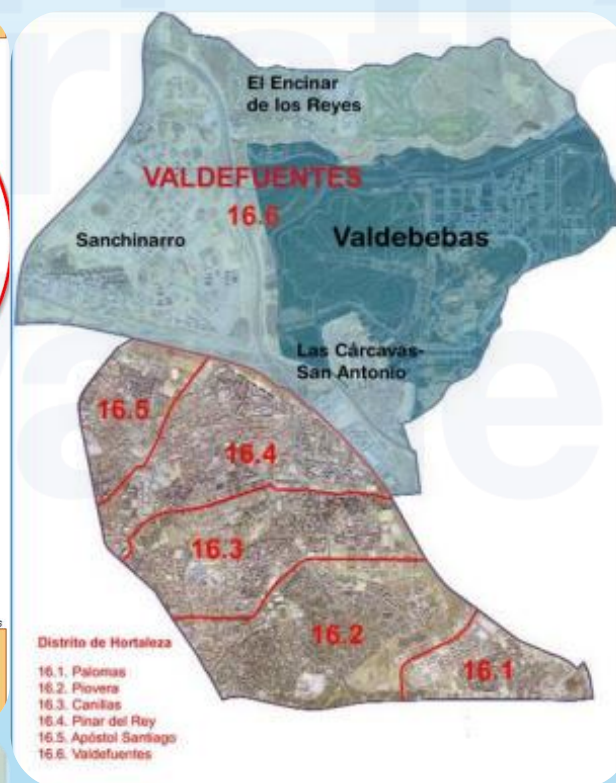 El Encinar
de los Reyes
VALDEFUENTES
16.6
Sanchinarro
Valdebebas
Las Cárcavas-
San Antonio
16.5
16.4
16.3
16.2
16.1
Distrito de Hortaleza
16.1. Palomas
16.2. Piovera
16.3. Canillas
16.4. Pinar del Rey
16.5. Apóstol Santiago
16.6. Valdefuentes